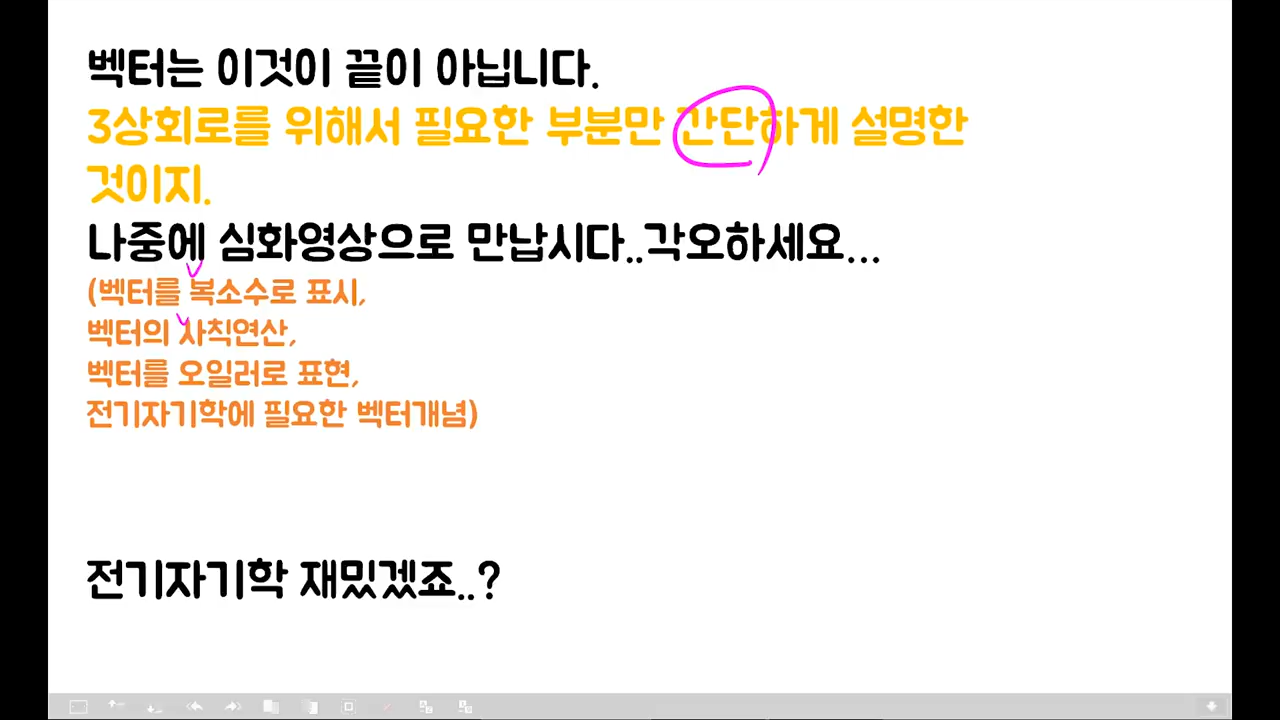 벡터는 이것이 끝이 아닙니다.
3상회로를 위해서 필요한 부분만 간단하게 설명한
것이지.
나중에 심화영상으로 만납시다..각오하세요...
(벡터를 복소수로 표시,
벡터의 사칙연산,
벡터를 오일러로 표현,
전기자기학에 필요한 벡터개념)
전기자기학 재밌겠죠..?